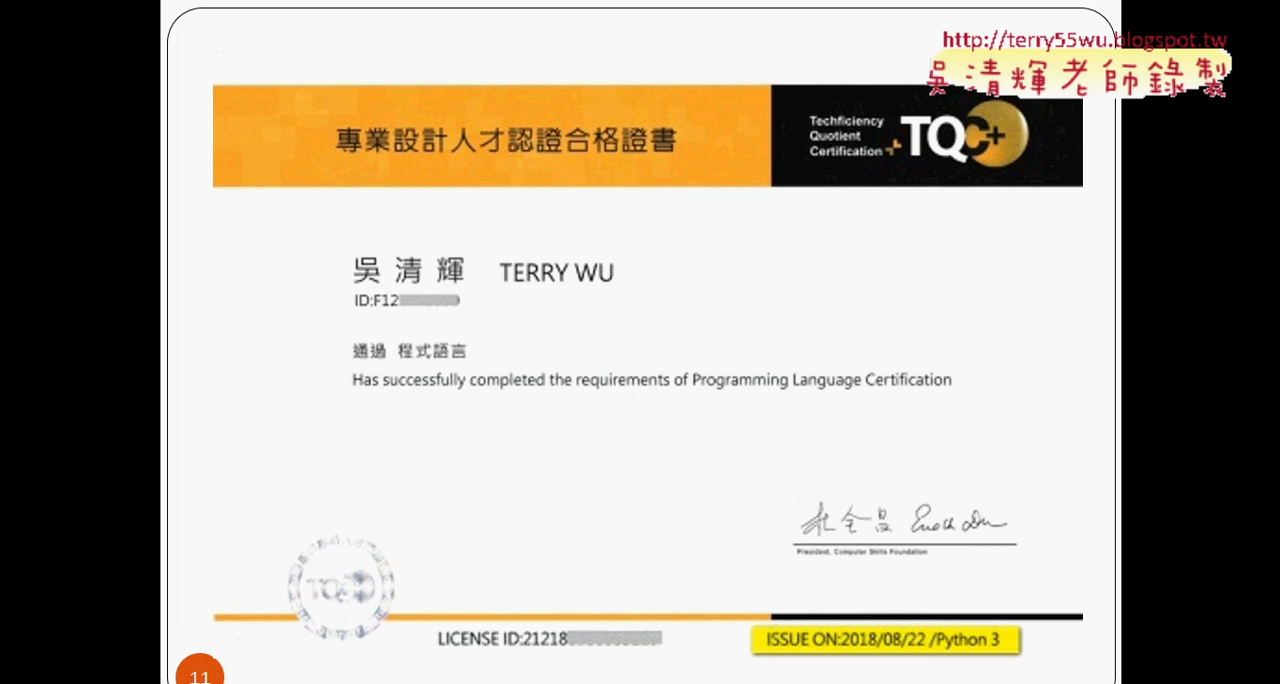 http://terry55wu.blogspot.tw
吳清輝老師錄製
專業設計人才認證合格證書
Techficiency
Quotient
Certification
TQC+
吳清輝 TERRY WU
ID:F12
通過 程式語言
Has successfully completed the requirements of Programming Language Certification
President, Computer Skills Foundation
LICENSE ID:21218
ISSUE ON:2018/08/22 /Python 3
11